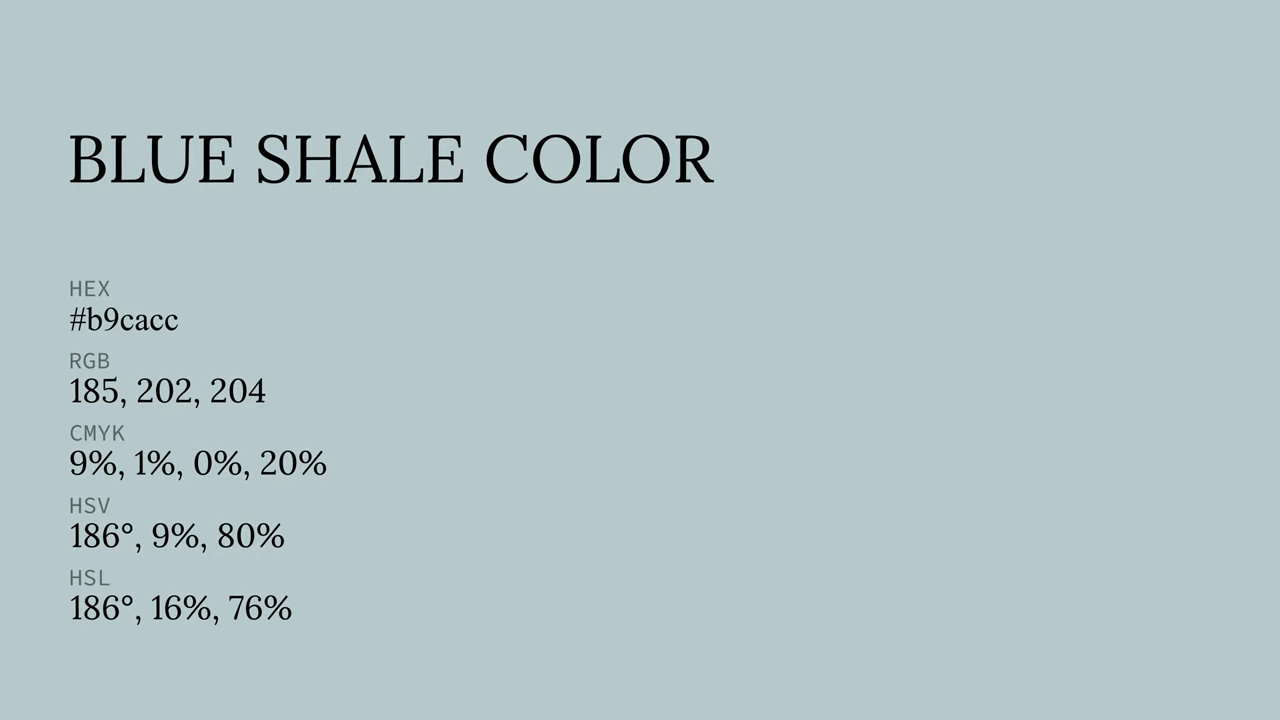 BLUE SHALE COLOR
HEX
#b9cacc
RGB
185, 202, 204
CMYK
9%, 1%, 0%, 20%
HSV
186°, 9%, 80%
HSL
186°, 16%, 76%